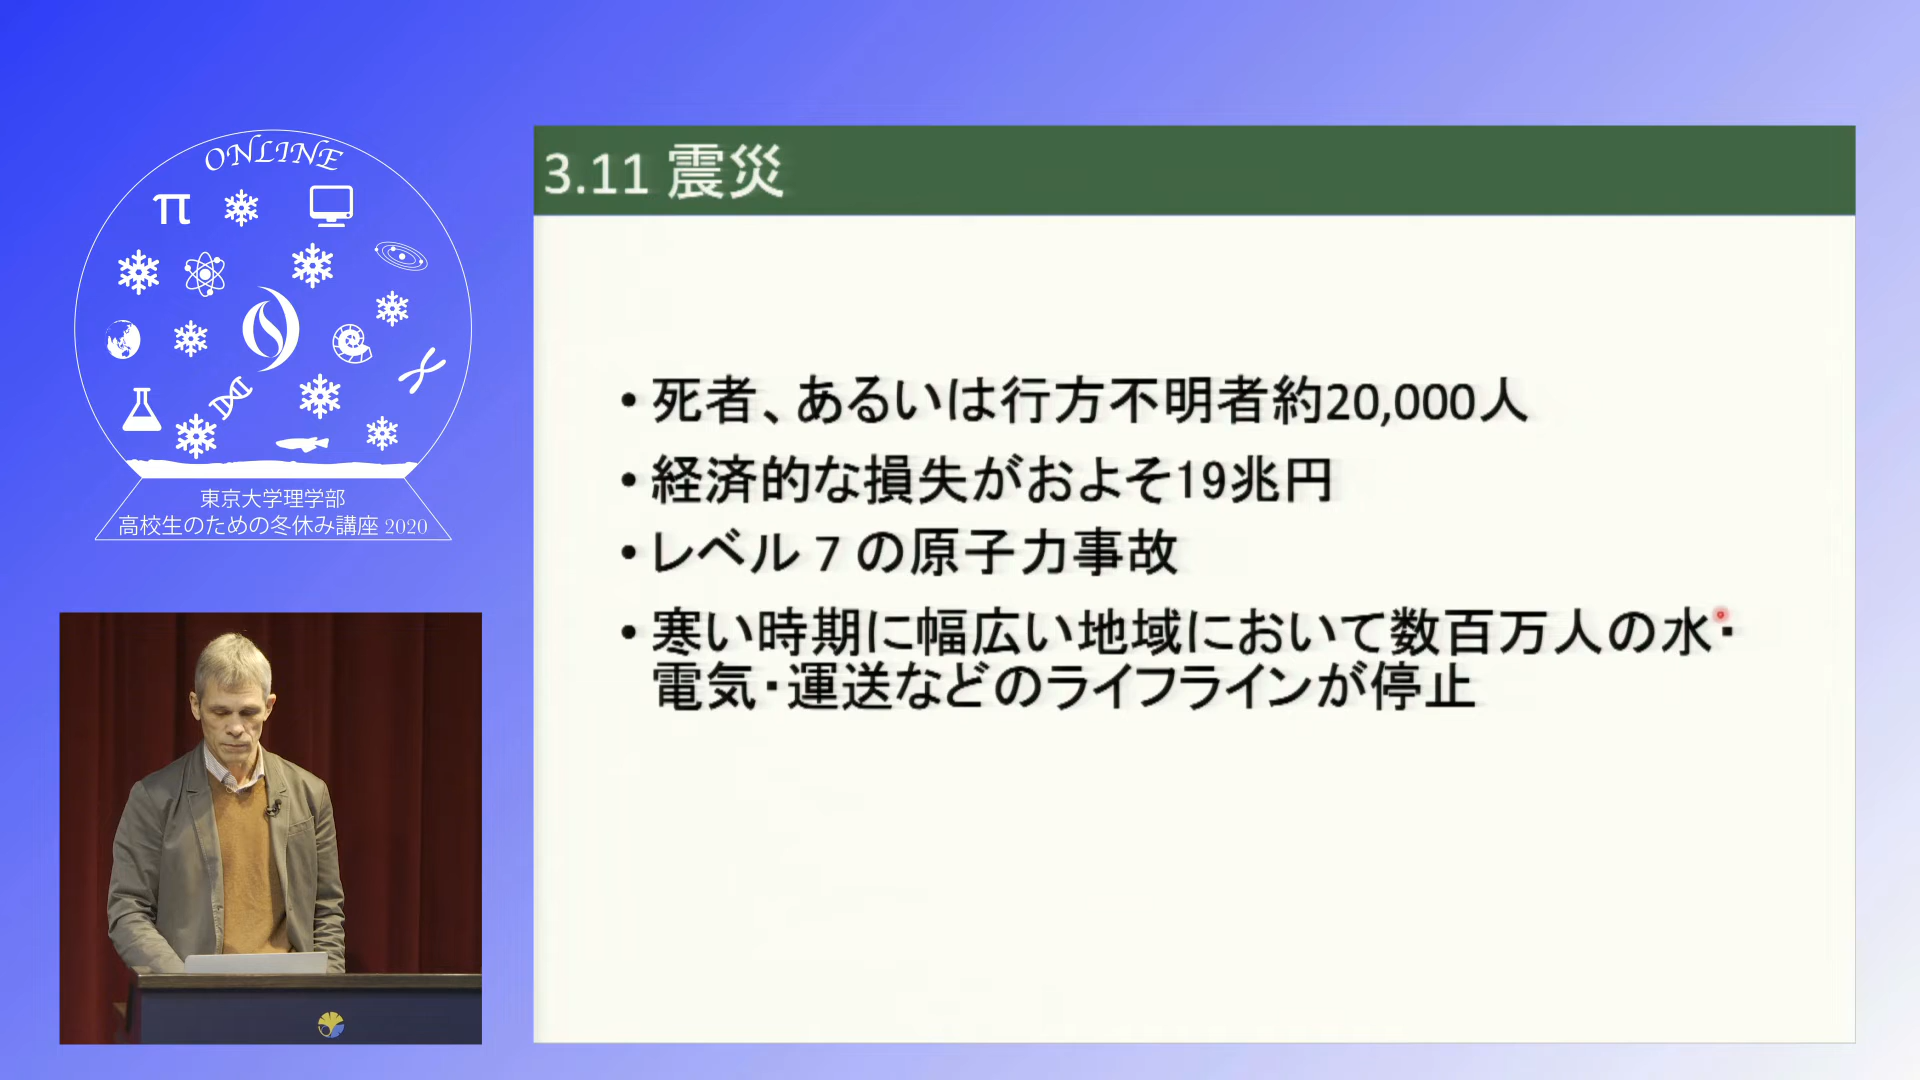 ONLINE
π
東京大学理学部
高校生のための冬休み講座 2020
3.11 震災
• 死者、あるいは行方不明者約20,000人
• 経済的な損失がおよそ19兆円
• レベル 7 の原子力事故
• 寒い時期に幅広い地域において数百万人の水・
電気・運送などのライフラインが停止